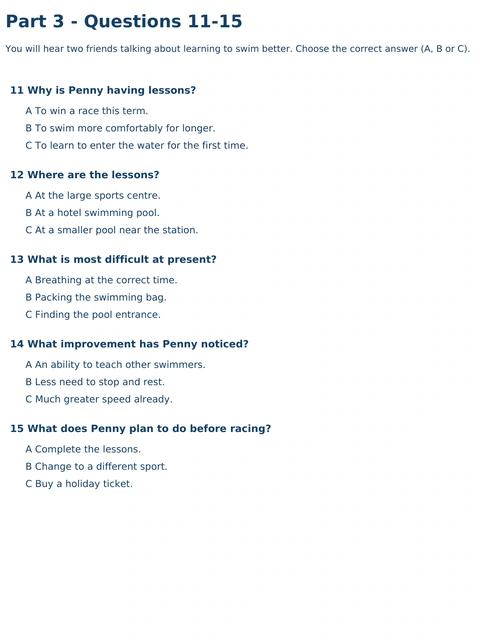 Part 3 - Questions 11-15
You will hear two friends talking about learning to swim better. Choose the correct answer (A, B or C).
11 Why is Penny having lessons?
A To win a race this term.
B To swim more comfortably for longer.
C To learn to enter the water for the first time.
12 Where are the lessons?
A At the large sports centre.
B At a hotel swimming pool.
C At a smaller pool near the station.
13 What is most difficult at present?
A Breathing at the correct time.
B Packing the swimming bag.
C Finding the pool entrance.
14 What improvement has Penny noticed?
A An ability to teach other swimmers.
B Less need to stop and rest.
C Much greater speed already.
15 What does Penny plan to do before racing?
A Complete the lessons.
B Change to a different sport.
C Buy a holiday ticket.